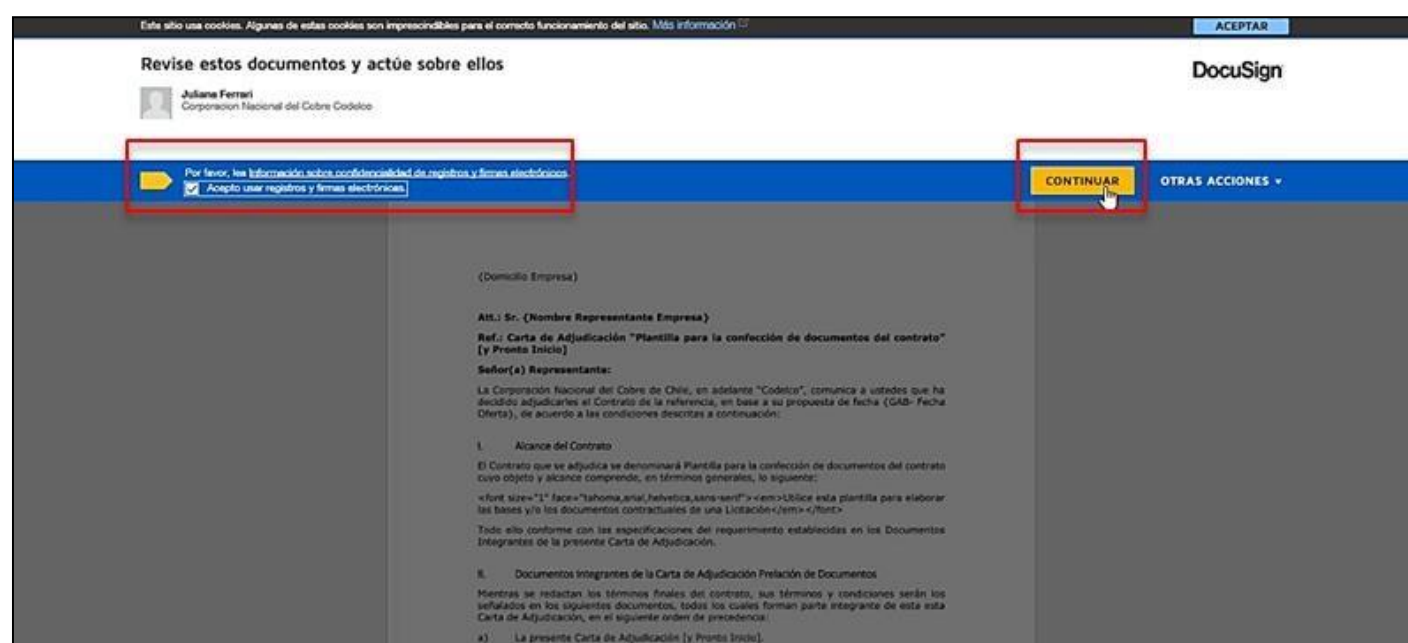 Este sitio usa cookies. Algunas de estas cookies son imprescindibles para el correcto funcionamiento del sitio. Más información
ACEPTAR
Revise estos documentos y actúe sobre ellos
DocuSign
Juliana Ferrari
Corporacion Nacional del Cobre Codelco
Por favor, lea Información sobre confidencialidad de registros y firmas electrónicos.
Acepto usar registros y firmas electrónicas.
CONTINUAR
OTRAS ACCIONES
{Domicilio Empresa}
Att.: Sr. {Nombre Representante Empresa}
Ref.: Carta de Adjudicación "Plantilla para la confección de documentos del contrato"
[y Pronto Inicio]
Señor(a) Representante:
La Corporación Nacional del Cobre de Chile, en adelante "Codelco", comunica a ustedes que ha
decidido adjudicarles el Contrato de la referencia, en base a su propuesta de fecha {GAB- Fecha
Oferta}, de acuerdo a las condiciones descritas a continuación:
I. Alcance del Contrato
El Contrato que se adjudica se denominará Plantilla para la confección de documentos del contrato
cuyo objeto y alcance comprende, en términos generales, lo siguiente:
<font size="1" face="tahoma,arial,helvetica,sans-serif"><em>Utilice esta plantilla para elaborar
las bases y/o los documentos contractuales de una Licitación</em></font>
Todo ello conforme con las especificaciones del requerimiento establecidas en los Documentos
Integrantes de la presente Carta de Adjudicación.
II. Documentos Integrantes de la Carta de Adjudicación Prelación de Documentos
Mientras se redactan los términos finales del contrato, sus términos y condiciones serán los
señalados en los siguientes documentos, todos los cuales forman parte integrante de esta esta
Carta de Adjudicación, en el siguiente orden de precedencia:
a) La presente Carta de Adjudicación [y Pronto Inicio].